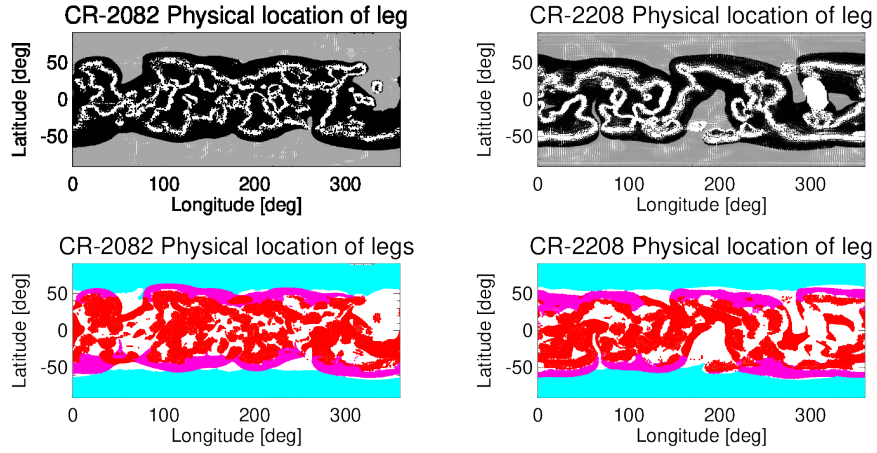 CR-2082 Physical location of leg
CR-2208 Physical location of leg
Latitude [deg]
50
0
-50
0
100
200
300
Longitude [deg]
Latitude [deg]
50
0
-50
0
100
200
300
Longitude [deg]
CR-2082 Physical location of legs
CR-2208 Physical location of leg
Latitude [deg]
50
0
-50
0
100
200
300
Longitude [deg]
Latitude [deg]
50
0
-50
0
100
200
300
Longitude [deg]